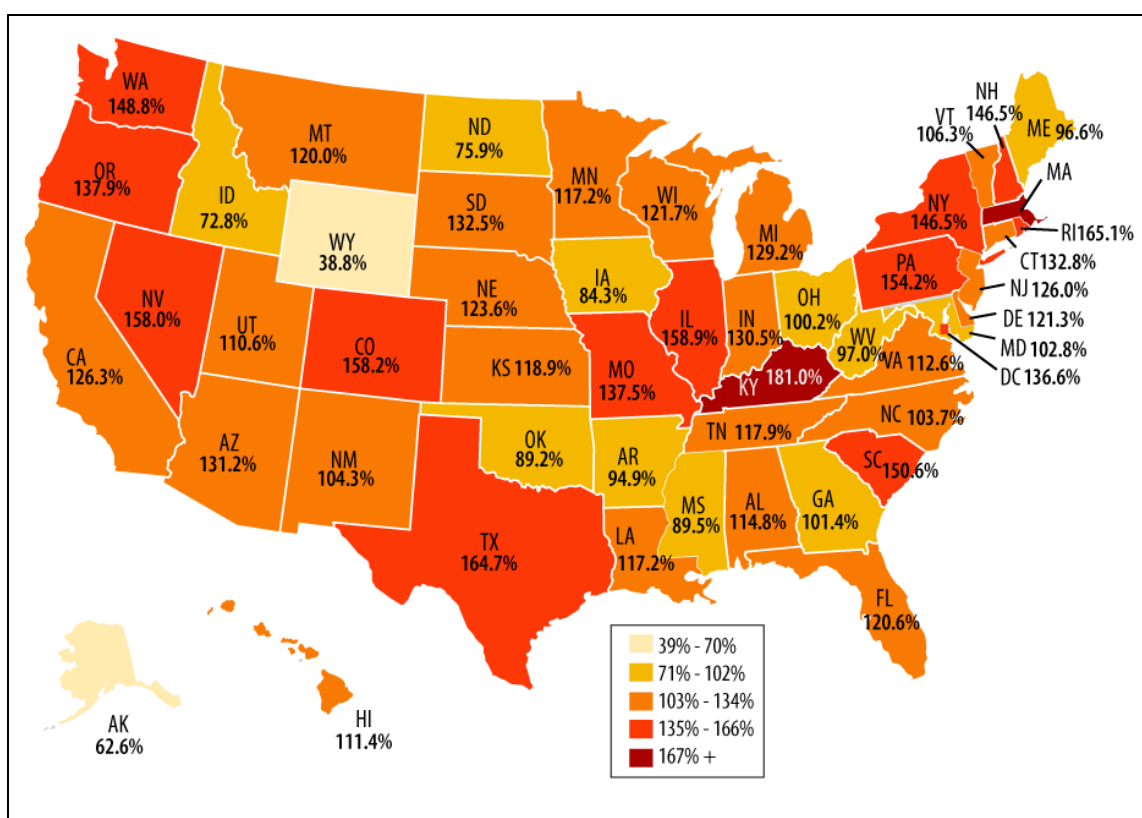 WA
148.8%
OR
137.9%
CA
126.3%
NV
158.0%
ID
72.8%
MT
120.0%
WY
38.8%
UT
110.6%
CO
158.2%
AZ
131.2%
NM
104.3%
ND
75.9%
SD
132.5%
NE
123.6%
KS 118.9%
OK
89.2%
TX
164.7%
MN
117.2%
IA
84.3%
MO
137.5%
AR
94.9%
LA
117.2%
WI
121.7%
IL
158.9%
MI
129.2%
IN
130.5%
OH
100.2%
KY 181.0%
TN 117.9%
MS
89.5%
AL
114.8%
GA
101.4%
FL
120.6%
SC
150.6%
NC
103.7%
VA 112.6%
WV
97.0%
PA
154.2%
NY
146.5%
VT
106.3%
NH
146.5%
ME 96.6%
MA
RI165.1%
CT132.8%
NJ 126.0%
DE 121.3%
MD 102.8%
DC 136.6%
AK
62.6%
HI
111.4%
39% - 70%
71% - 102%
103% - 134%
135% - 166%
167% +